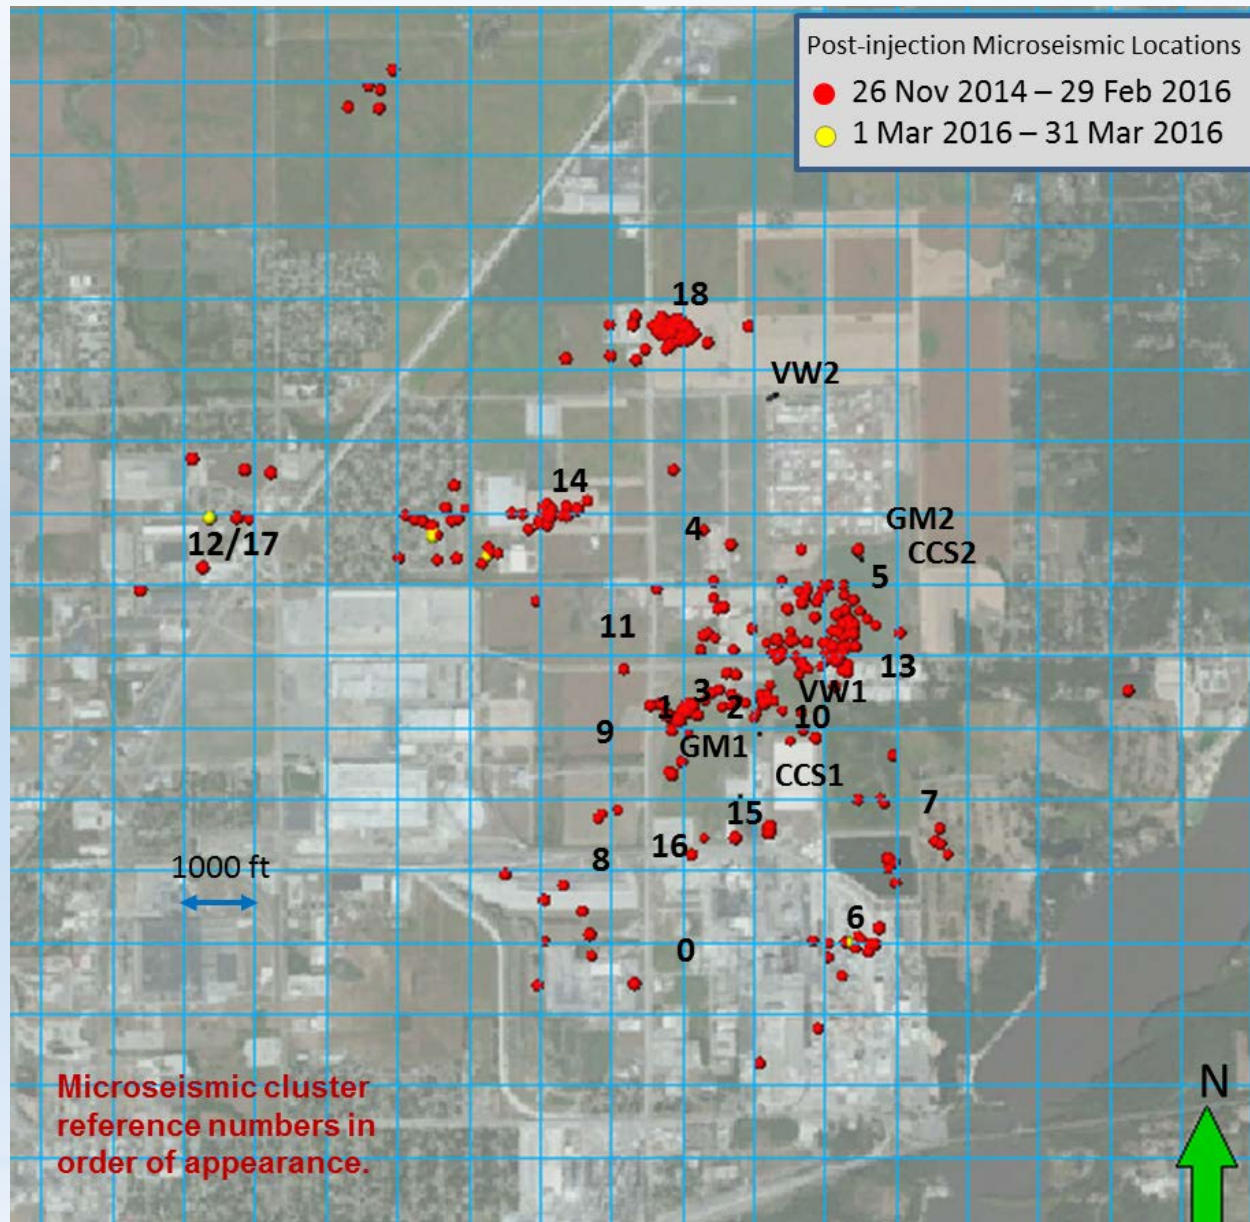 Post-injection Microseismic Locations
26 Nov 2014 – 29 Feb 2016
1 Mar 2016 – 31 Mar 2016
18
VW2
14
4
GM2
12/17
CCS2
5
11
13
3
VW1
1
2
10
9
GM1
CCS1
7
15
16
8
1000 ft
6
0
N
Microseismic cluster
reference numbers in
order of appearance.